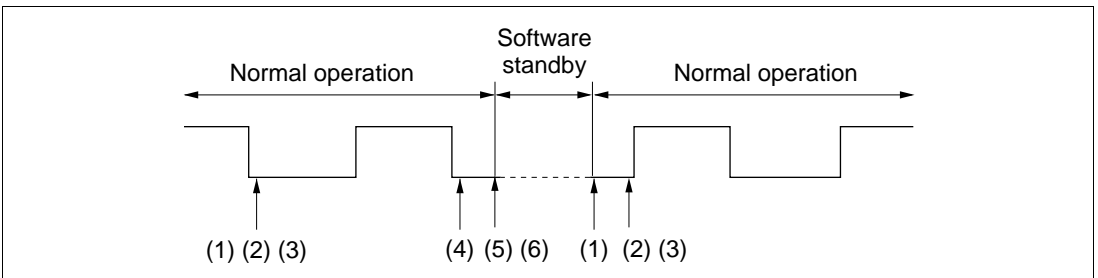 Software
standby
Normal operation
Normal operation
(1) (2) (3)
(4) (5) (6)
(1) (2) (3)